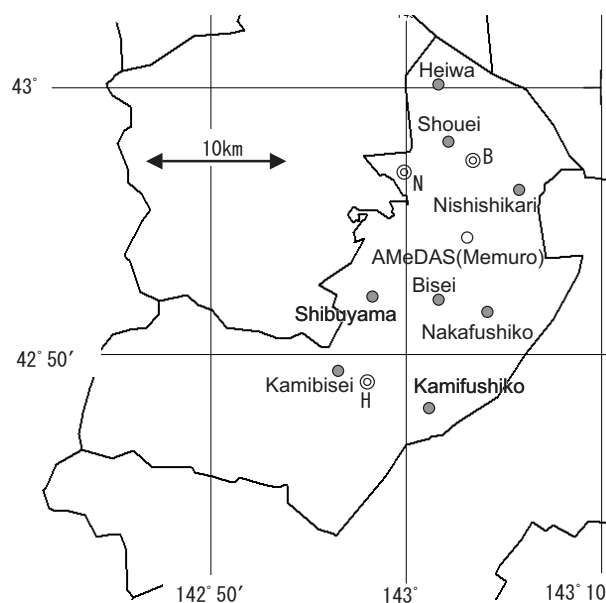 143°
Heiwa
43°
Shouei
10km
B
N
Nishishikari
AMeDAS(Memuro)
Bisei
Shibuyama
Nakafushiko
42°50'
Kamibisei
Kamifushiko
H
142°50'
143°
143°10